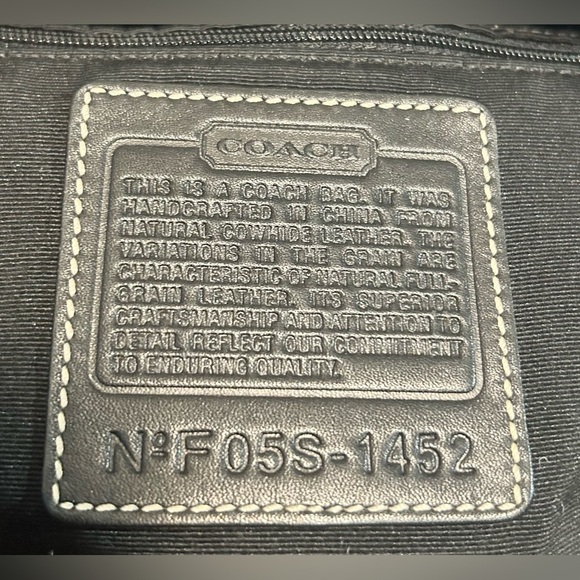 COACH
THIS IS A COACH BAG. IT WAS
HANDCRAFTED IN CHINA FROM
NATURAL COWHIDE LEATHER. THE
VARIATIONS IN THE GRAIN ARE
CHARACTERISTIC OF NATURAL FULL-
GRAIN LEATHER. ITS SUPERIOR
CRAFTSMANSHIP AND ATTENTION TO
DETAIL REFLECT OUR COMMITMENT
TO ENDURING QUALITY.
Nº F05S-1452